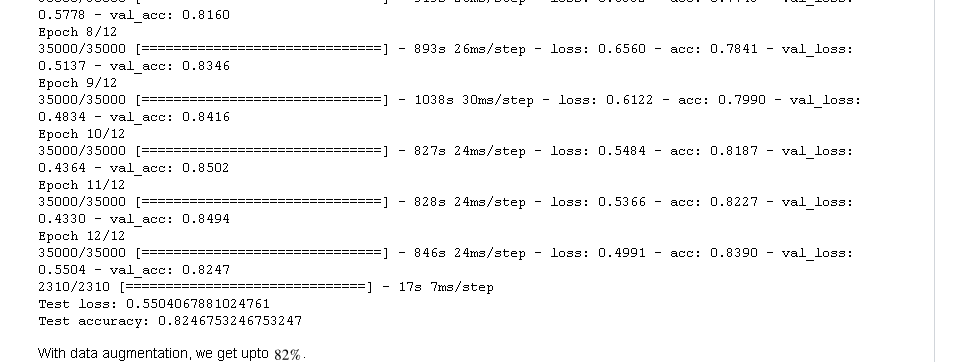 0.5778 - val_acc: 0.8160
Epoch 8/12
35000/35000 [==============================] - 893s 26ms/step - loss: 0.6560 - acc: 0.7841 - val_loss:
0.5137 - val_acc: 0.8346
Epoch 9/12
35000/35000 [==============================] - 1038s 30ms/step - loss: 0.6122 - acc: 0.7990 - val_loss:
0.4834 - val_acc: 0.8416
Epoch 10/12
35000/35000 [==============================] - 827s 24ms/step - loss: 0.5484 - acc: 0.8187 - val_loss:
0.4364 - val_acc: 0.8502
Epoch 11/12
35000/35000 [==============================] - 828s 24ms/step - loss: 0.5366 - acc: 0.8227 - val_loss:
0.4330 - val_acc: 0.8494
Epoch 12/12
35000/35000 [==============================] - 846s 24ms/step - loss: 0.4991 - acc: 0.8390 - val_loss:
0.5504 - val_acc: 0.8247
2310/2310 [==============================] - 17s 7ms/step
Test loss: 0.5504067881024761
Test accuracy: 0.8246753246753247
With data augmentation, we get upto 82%.